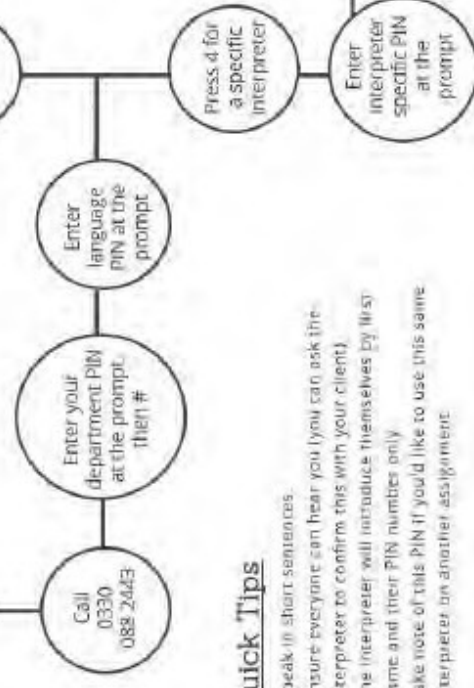 Call
0330
088 2443
Enter your
department PIN
at the prompt,
then #
Enter
language
PIN at the
prompt
Press 4 for
a specific
interpreter
Enter
interpreter
specific PIN
at the
prompt
uick Tips
peak in short sentences
nsure everyone can hear you (you can ask the
terpreter to confirm this with your client)
he interpreter will introduce themselves by first
ame and their PIN number only
ake note of this PIN if you'd like to use this same
terpreter on another assignment